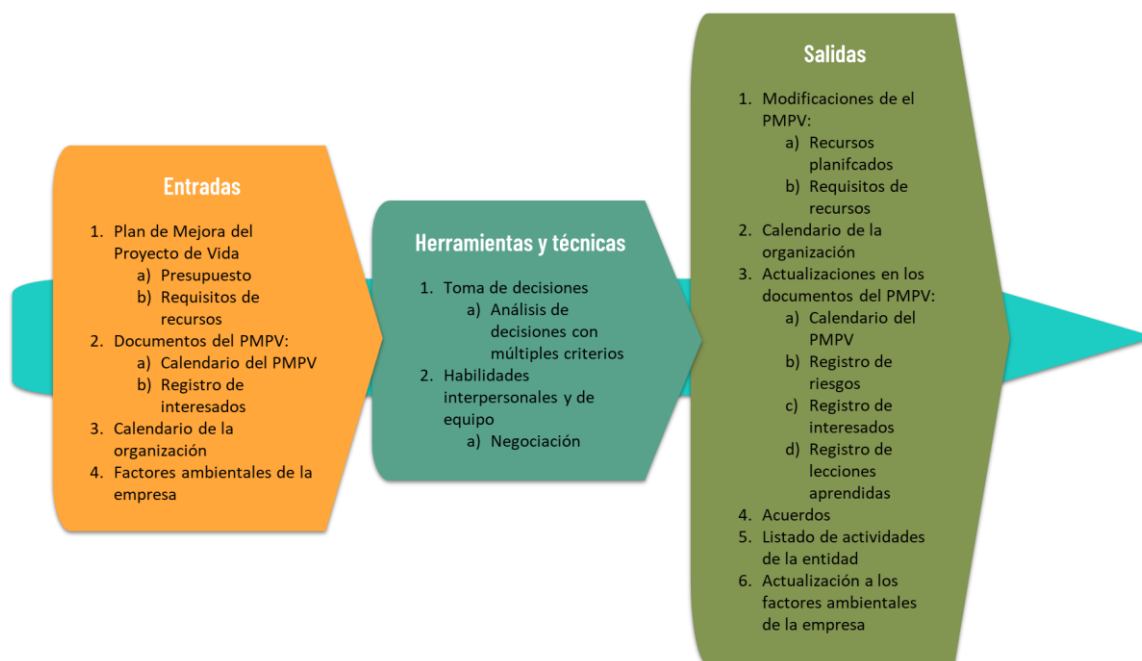 Entradas
1. Plan de Mejora del
Proyecto de Vida
a) Presupuesto
b) Requisitos de
recursos
2. Documentos del PMPV:
a) Calendario del PMPV
b) Registro de
interesados
3. Calendario de la
organización
4. Factores ambientales de la
empresa
Herramientas y técnicas
1. Toma de decisiones
a) Análisis de
decisiones con
múltiples criterios
2. Habilidades
interpersonales y de
equipo
a) Negociación
Salidas
1. Modificaciones de el
PMPV:
a) Recursos
planifcados
b) Requisitos de
recursos
2. Calendario de la
organización
3. Actualizaciones en los
documentos del PMPV:
a) Calendario del
PMPV
b) Registro de
riesgos
c) Registro de
interesados
d) Registro de
lecciones
aprendidas
4. Acuerdos
5. Listado de actividades
de la entidad
6. Actualización a los
factores ambientales
de la empresa